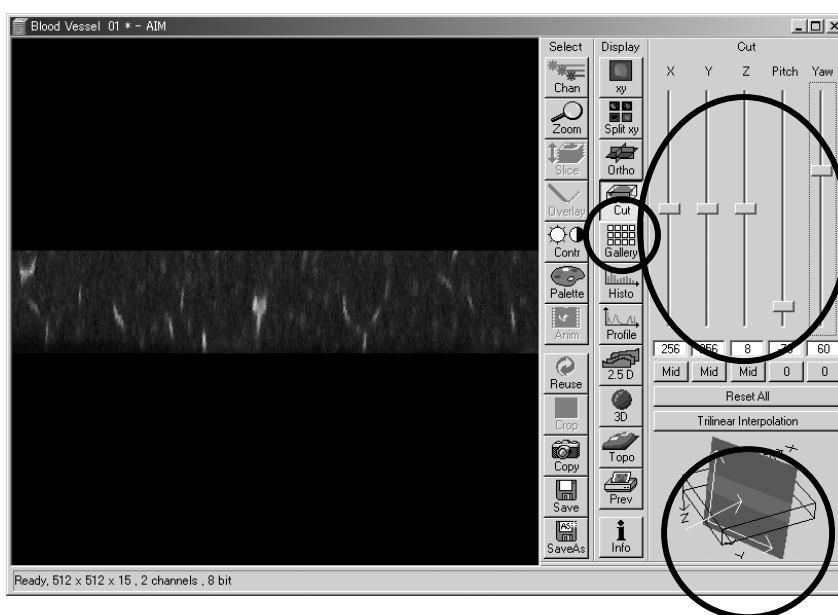 Blood Vessel 01 * - AIM
Select
Display
Cut
Chan
Zoom
Slice
Overlay
Contr
Palette
Anim
Reuse
Crop
Copy
Save
AS
SaveAs
xy
Split xy
Ortho
Cut
Gallery
Histo
Profile
2.5 D
3D
Topo
Prev
Info
X Y Z Pitch Yaw
256 256 8 60
Mid Mid Mid 0 0
Reset All
Trilinear Interpolation
X
Z
Y
Ready, 512 x 512 x 15 , 2 channels , 8 bit